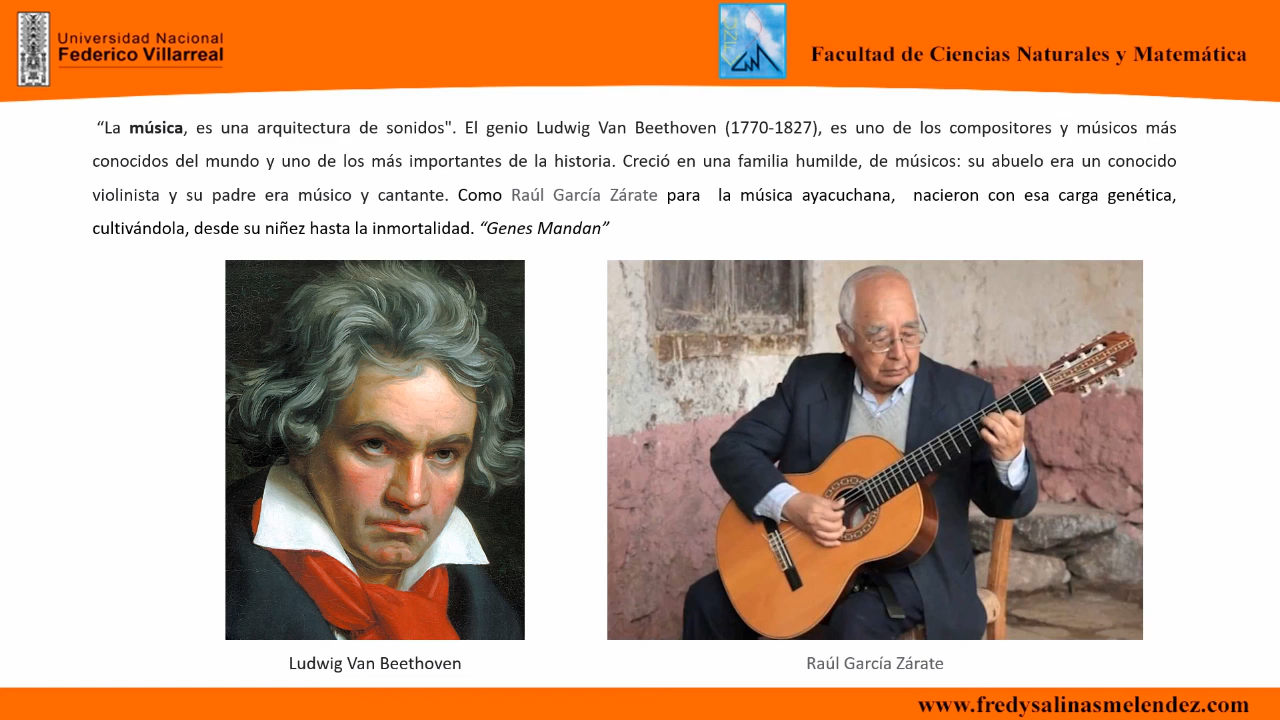 Universidad Nacional
Federico Villarreal
Facultad de Ciencias Naturales y Matemática
“La música, es una arquitectura de sonidos". El genio Ludwig Van Beethoven (1770-1827), es uno de los compositores y músicos más
conocidos del mundo y uno de los más importantes de la historia. Creció en una familia humilde, de músicos: su abuelo era un conocido
violinista y su padre era músico y cantante. Como Raúl García Zárate para la música ayacuchana, nacieron con esa carga genética,
cultivándola, desde su niñez hasta la inmortalidad. “Genes Mandan”
Ludwig Van Beethoven
Raúl García Zárate
www.fredysalinasmelendez.com